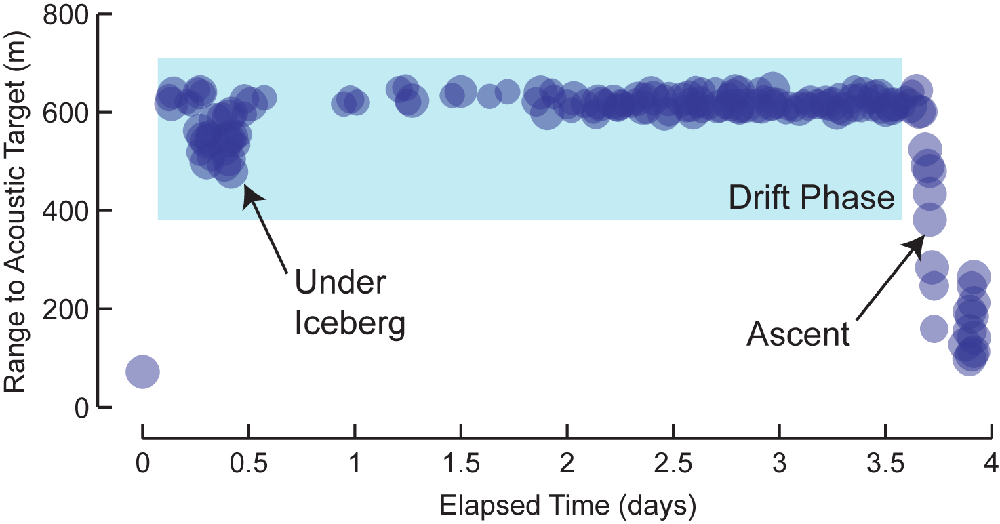 800
600
400
200
0
Range to Acoustic Target (m)
Drift Phase
Under
Iceberg
Ascent
0 0.5 1 1.5 2 2.5 3 3.5 4
Elapsed Time (days)